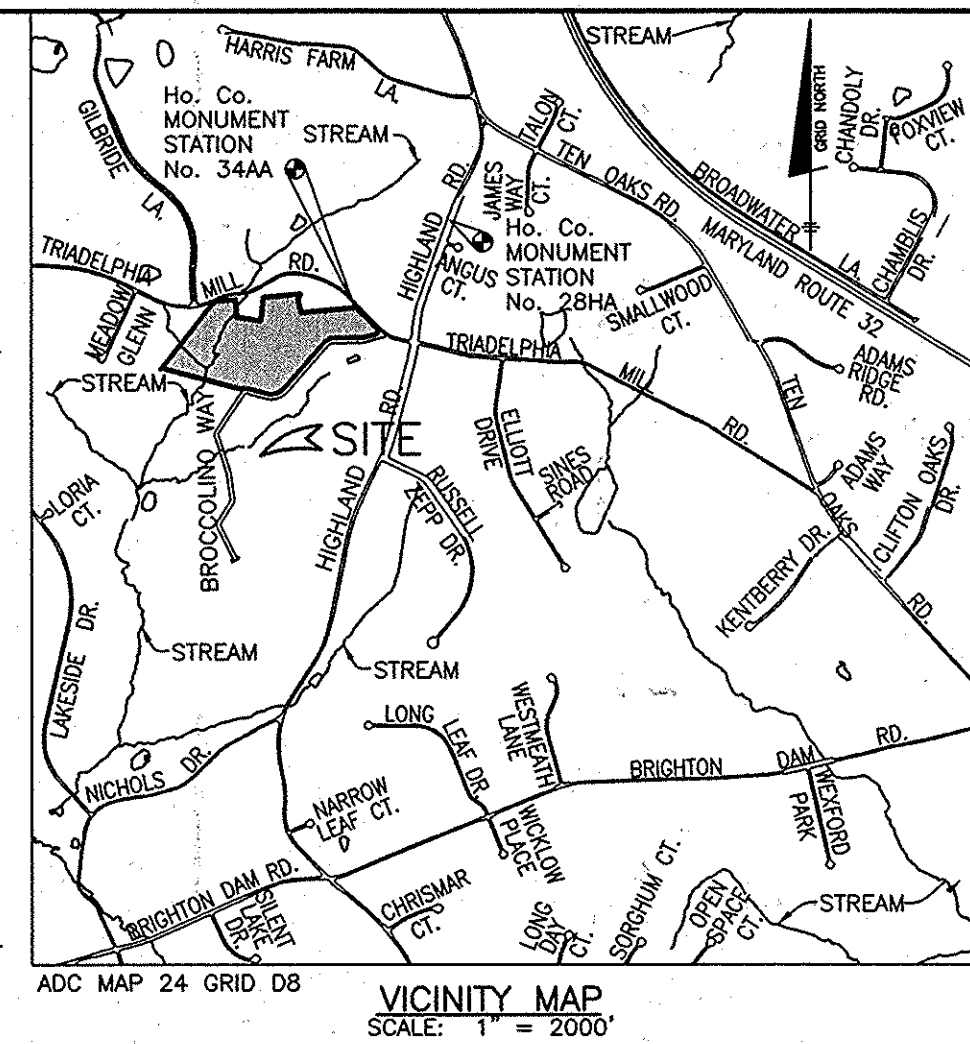 STREAM
HARRIS FARM
LA.
GILBRIDE
LA.
Ho. Co.
MONUMENT
STATION
No. 34AA
STREAM
TALON
CT.
JAMES
WAY
CT.
TEN OAKS RD.
BROADWATER
LA.
MARYLAND ROUTE 32
GRID NORTH
CHANDOLY
DR.
FOXVIEW
CT.
CHAMBLIS
DR.
HIGHLAND RD.
ANGUS
CT.
Ho. Co.
MONUMENT
STATION
No. 28HA
SMALLWOOD
CT.
TRIADELPHIA
MILL
RD.
MEADOW
GLENN
STREAM
TRIADELPHIA
MILL
RD.
ADAMS
RIDGE
RD.
TEN
OAKS
RD.
ADAMS
WAY
CLIFTON OAKS
DR.
KENTBERRY DR.
SITE
BROCCOLINO WAY
HIGHLAND
RD.
RUSSELL
ZEPP DR.
ELLIOTT
DRIVE
SINES
ROAD
LORIA
CT.
LAKESIDE DR.
STREAM
STREAM
NICHOLS DR.
LONG
LEAF DR.
WESTMEATH
LANE
BRIGHTON DAM RD.
NARROW
LEAF CT.
WICKLOW
PLACE
WEXFORD
PARK
BRIGHTON DAM RD.
SILENT
LAKE
DR.
CHRISMAR
CT.
LONG
DAY
CT.
SORGHUM CT.
OPEN
SPACE
CT.
STREAM
ADC MAP 24 GRID D8
VICINITY MAP
SCALE: 1" = 2000'